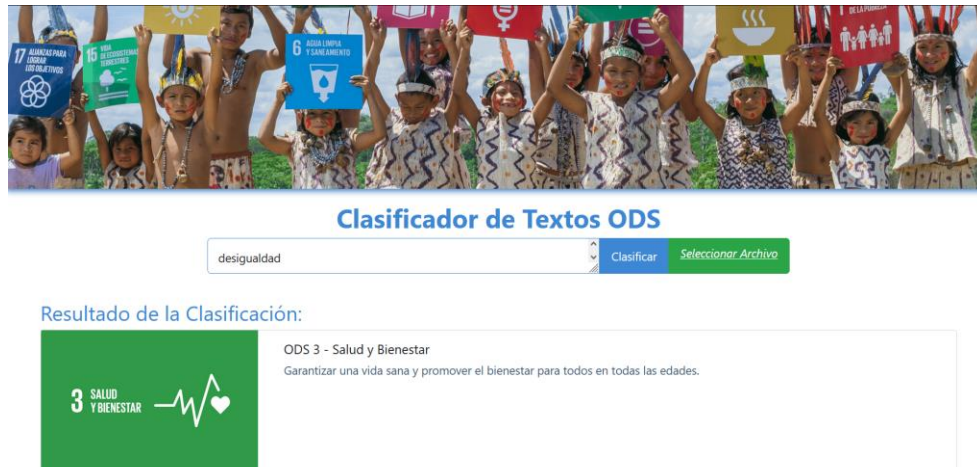 DE LA POBREZA
17 ALIANZAS PARA
LOGRAR
LOS OBJETIVOS
15 VIDA
DE ECOSISTEMAS
TERRESTRES
6 AGUA LIMPIA
Y SANEAMIENTO
Clasificador de Textos ODS
desigualdad
Clasificar
Seleccionar Archivo
Resultado de la Clasificación:
3 SALUD
Y BIENESTAR
ODS 3 - Salud y Bienestar
Garantizar una vida sana y promover el bienestar para todos en todas las edades.